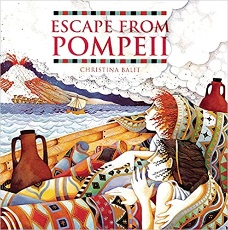 ESCAPE FROM
POMPEII
CHRISTINA BALIT